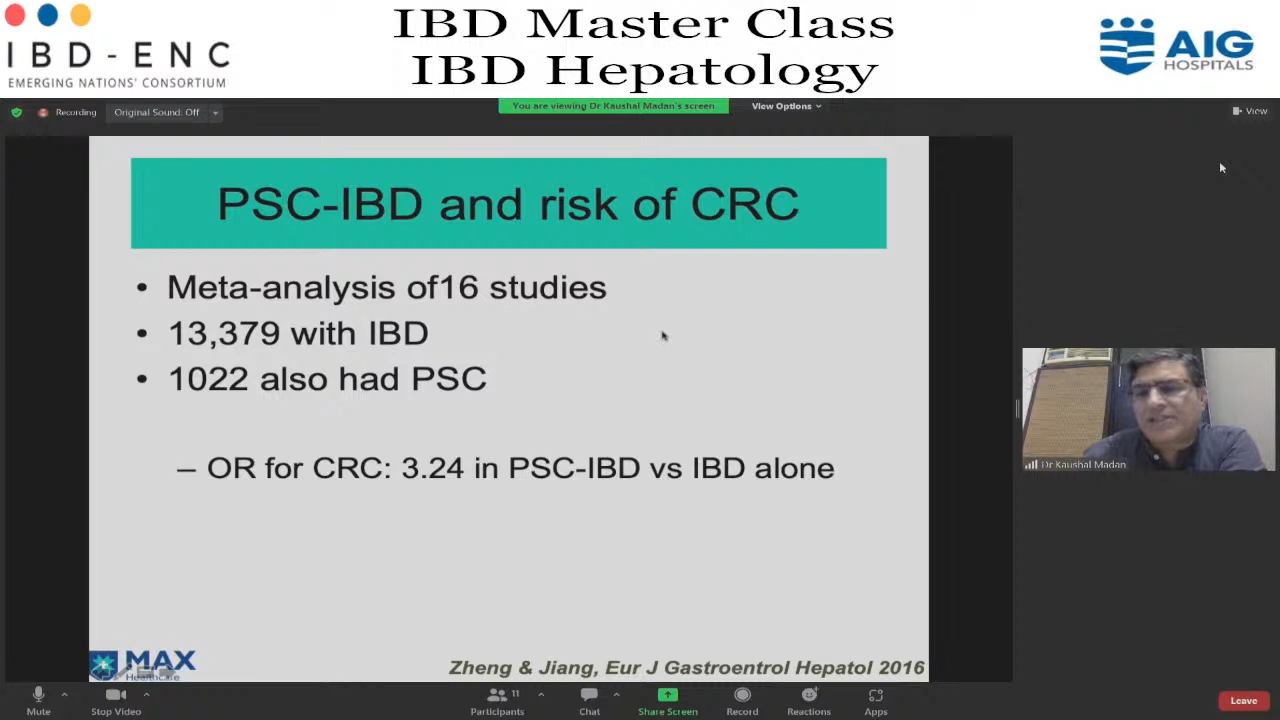 IBD-ENC
EMERGING NATIONS' CONSORTIUM
IBD Master Class
IBD Hepatology
AIG
HOSPITALS
Recording
Original Sound: Off
You are viewing Dr Kaushal Madan's screen
View Options
View
PSC-IBD and risk of CRC
• Meta-analysis of16 studies
• 13,379 with IBD
• 1022 also had PSC
– OR for CRC: 3.24 in PSC-IBD vs IBD alone
Dr Kaushal Madan
MAX
Healthcare
Zheng & Jiang, Eur J Gastroentrol Hepatol 2016
Mute
Stop Video
Participants
11
Chat
Share Screen
Record
Reactions
Apps
Leave